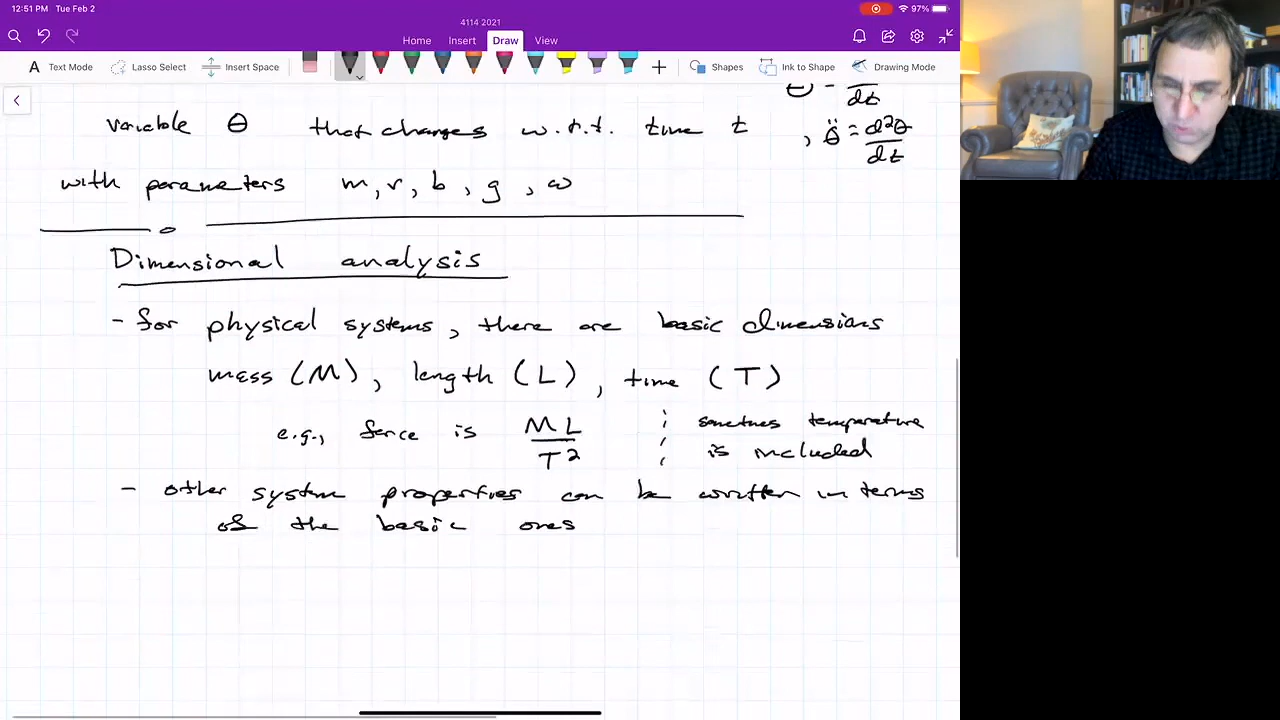 12:51 PM Tue Feb 2
97%
4114 2021
Home Insert Draw View
Text Mode Lasso Select Insert Space Shapes Ink to Shape Drawing Mode
dt
variable θ that changes w.r.t. time t
, θ̈ = d²θ
dt
with parameters m, r, b, g, ω
Dimensional analysis
- for physical systems, there are basic dimensions
mass (M), length (L), time (T)
e.g., force is ML/T²
sometimes temperature
is included
- other system properties can be written in terms
of the basic ones